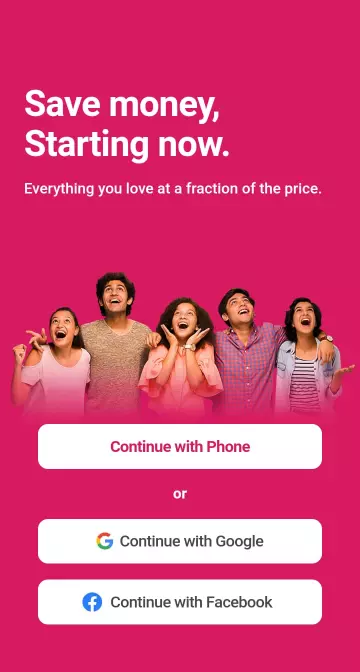 Save money,
Starting now.
Everything you love at a fraction of the price.
Continue with Phone
or
Continue with Google
Continue with Facebook